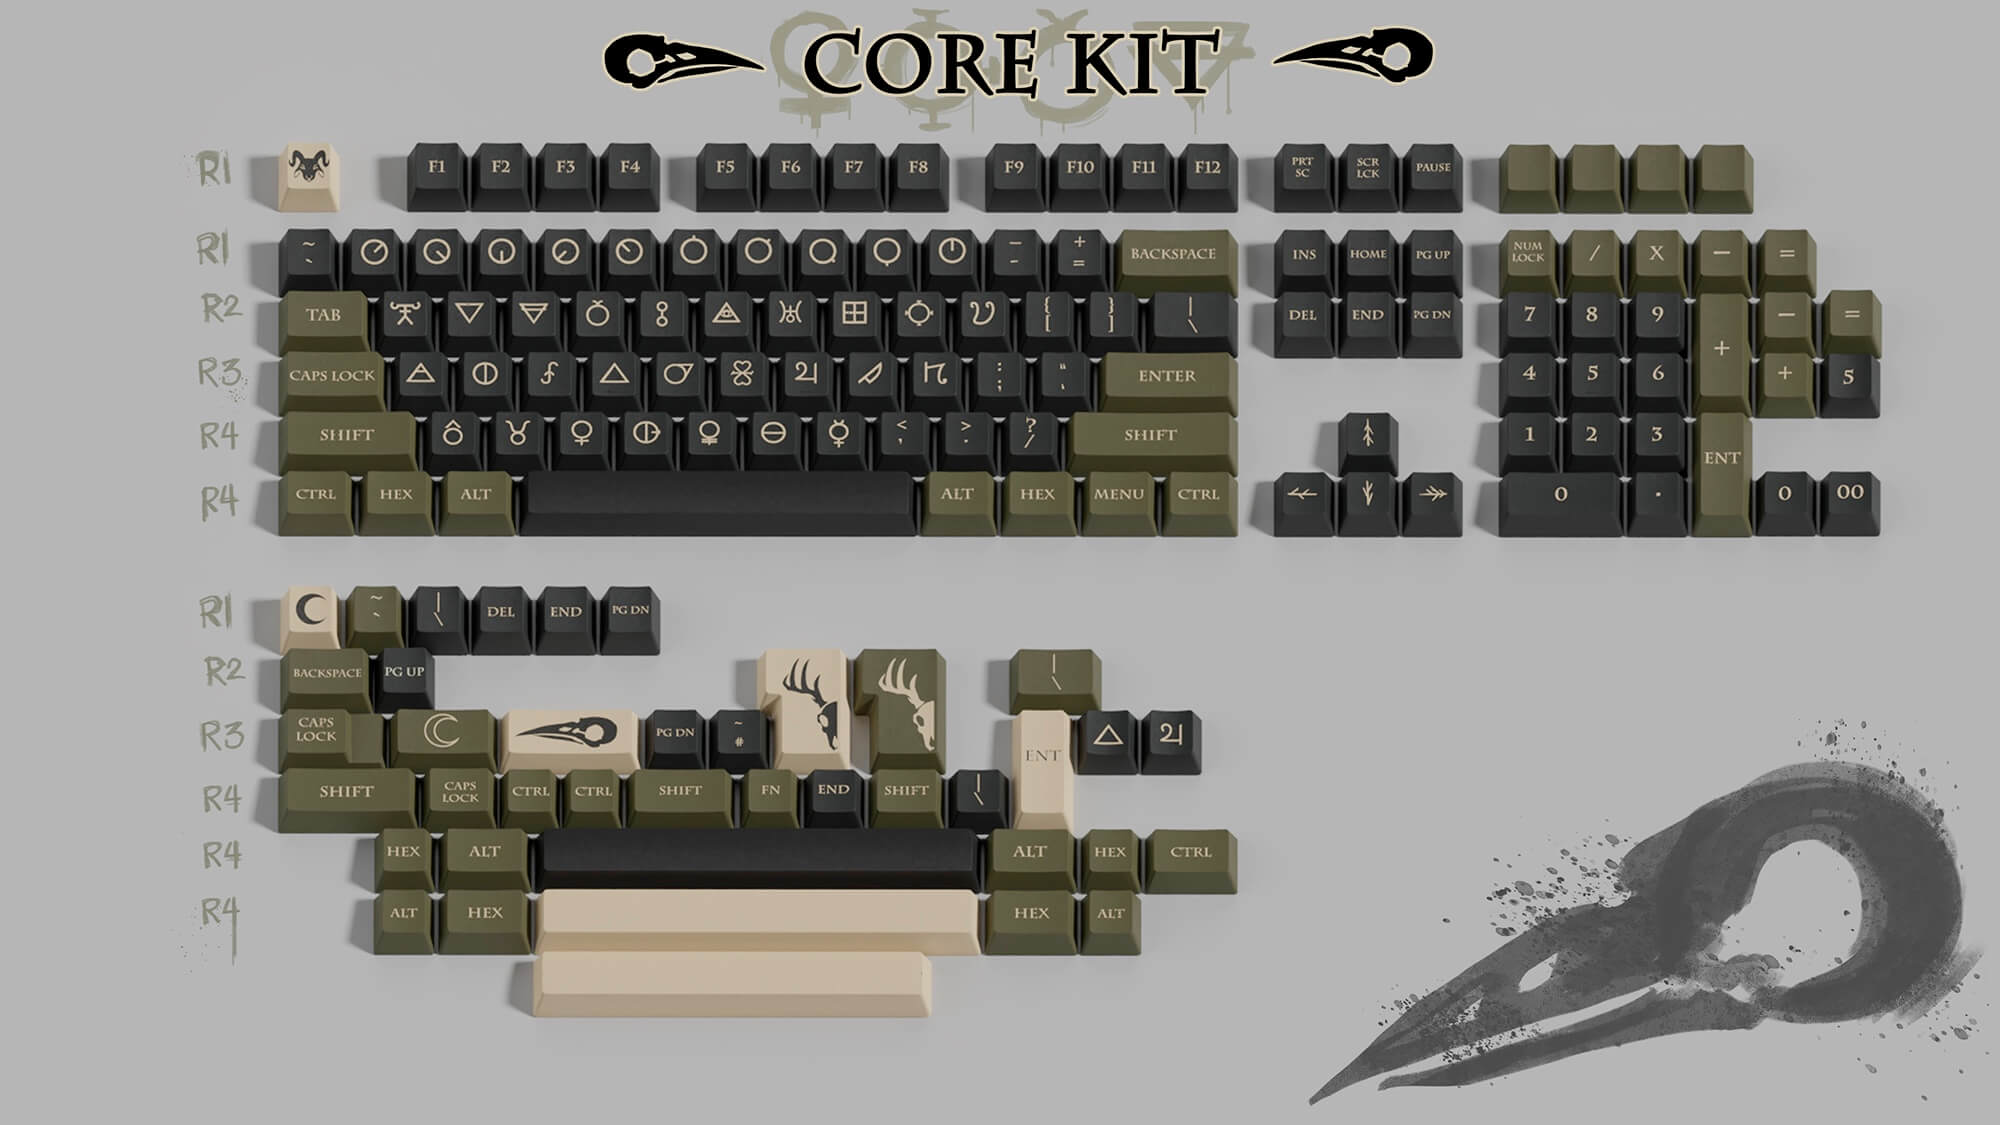 CORE KIT
R1 F1 F2 F3 F4 F5 F6 F7 F8 F9 F10 F11 F12 PRT SC SCR LCK PAUSE
R1 ~ ` — - + = BACKSPACE INS HOME PG UP NUM LOCK / X — =
R2 TAB { [ } ] | \ DEL END PG DN 7 8 9 + — =
R3 CAPS LOCK : ; " ' ENTER 4 5 6 + 5
R4 SHIFT < , > . ? / SHIFT 1 2 3 ENT
R4 CTRL HEX ALT ALT HEX MENU CTRL 0 . 0 00
R1 ~ ` | \ DEL END PG DN
R2 BACKSPACE PG UP | \
R3 CAPS LOCK PG DN ~ # ENT
R4 SHIFT CAPS LOCK CTRL CTRL SHIFT FN END SHIFT | \
R4 HEX ALT ALT HEX CTRL
R4 ALT HEX HEX ALT